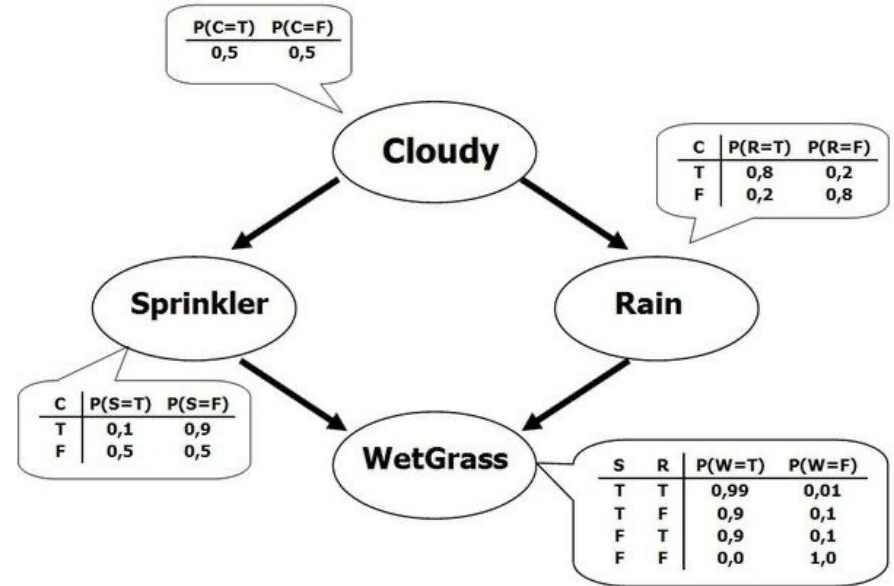 P(C=T) P(C=F)
0,5 0,5
Cloudy
C P(R=T) P(R=F)
T 0,8 0,2
F 0,2 0,8
Sprinkler
Rain
C P(S=T) P(S=F)
T 0,1 0,9
F 0,5 0,5
WetGrass
S R P(W=T) P(W=F)
T T 0,99 0,01
T F 0,9 0,1
F T 0,9 0,1
F F 0,0 1,0